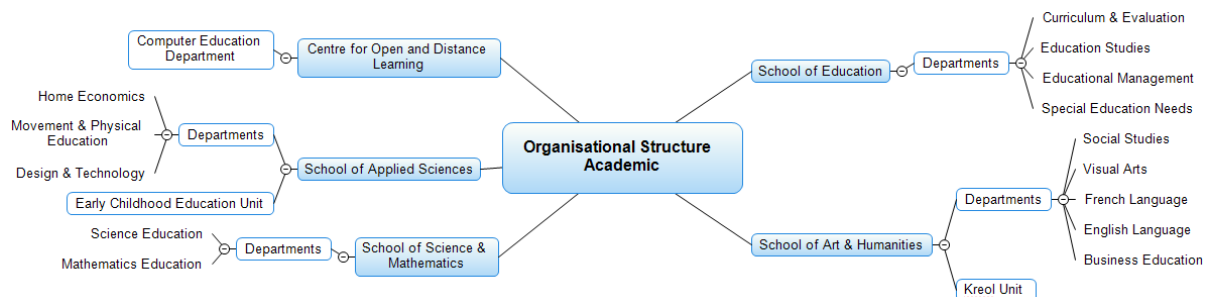 Organisational Structure
Academic
Centre for Open and Distance
Learning
Computer Education
Department
School of Applied Sciences
Departments
Home Economics
Movement & Physical
Education
Design & Technology
Early Childhood Education Unit
School of Science &
Mathematics
Departments
Science Education
Mathematics Education
School of Education
Departments
Curriculum & Evaluation
Education Studies
Educational Management
Special Education Needs
School of Art & Humanities
Departments
Social Studies
Visual Arts
French Language
English Language
Business Education
Kreol Unit